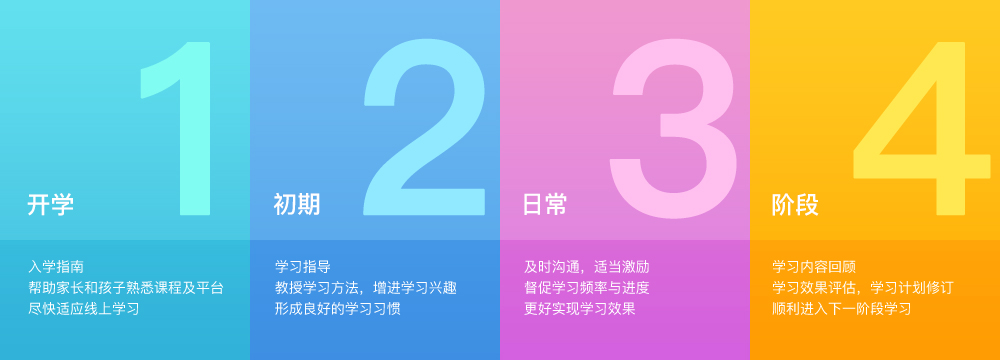 1
开学
入学指南
帮助家长和孩子熟悉课程及平台
尽快适应线上学习
2
初期
学习指导
教授学习方法，增进学习兴趣
形成良好的学习习惯
3
日常
及时沟通，适当激励
督促学习频率与进度
更好实现学习效果
4
阶段
学习内容回顾
学习效果评估，学习计划修订
顺利进入下一阶段学习